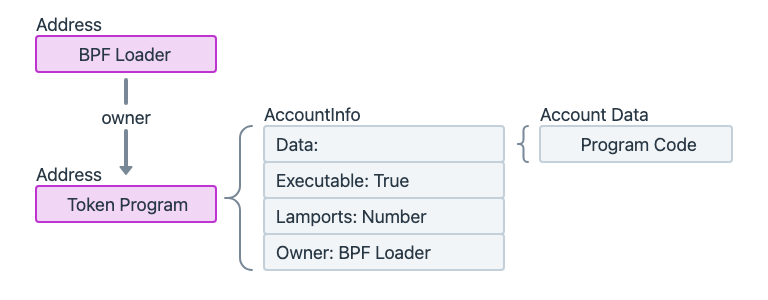 Address
BPF Loader
owner
Address
Token Program
AccountInfo
Data:
Executable: True
Lamports: Number
Owner: BPF Loader
Account Data
Program Code